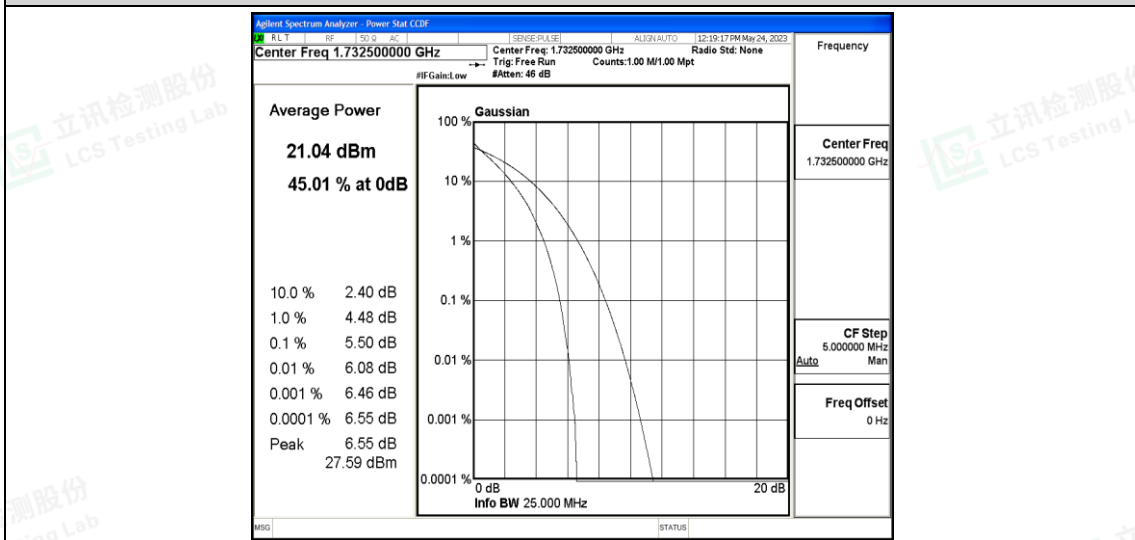 Agilent Spectrum Analyzer - Power Stat CCDF
RLT RF 50 Ω AC SENSE:PULSE ALIGN AUTO 12:19:17 PM May 24, 2023
Center Freq 1.732500000 GHz
Center Freq: 1.732500000 GHz Radio Std: None
Trig: Free Run Counts:1.00 M/1.00 Mpt
#IFGain:Low #Atten: 46 dB
Frequency
Average Power
21.04 dBm
45.01 % at 0dB
10.0 % 2.40 dB
1.0 % 4.48 dB
0.1 % 5.50 dB
0.01 % 6.08 dB
0.001 % 6.46 dB
0.0001 % 6.55 dB
Peak 6.55 dB
27.59 dBm
Gaussian
100 %
10 %
1 %
0.1 %
0.01 %
0.001 %
0.0001 %
0 dB 20 dB
Info BW 25.000 MHz
Center Freq
1.732500000 GHz
CF Step
5.000000 MHz
Auto Man
Freq Offset
0 Hz
MSG STATUS
立讯检测股份
LCS Testing Lab
立讯检测股份
LCS Testing L
测股份
ng Lab